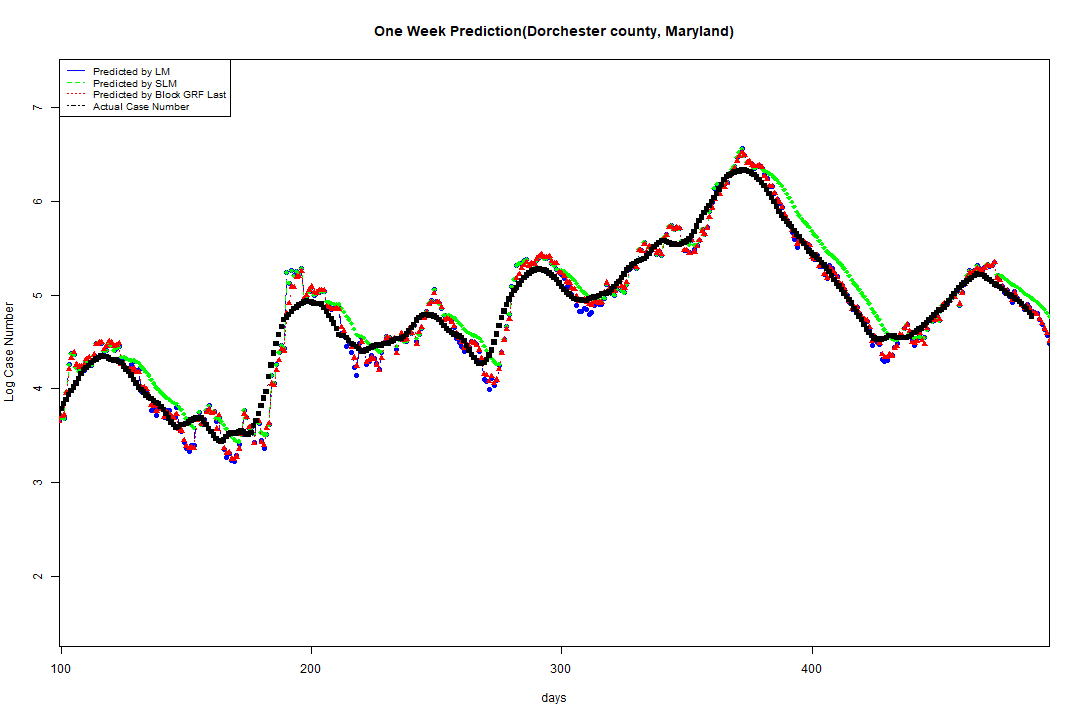 One Week Prediction(Dorchester county, Maryland)
Predicted by LM
Predicted by SLM
Predicted by Block GRF Last
Actual Case Number
7
6
5
4
3
2
Log Case Number
100 200 300 400
days